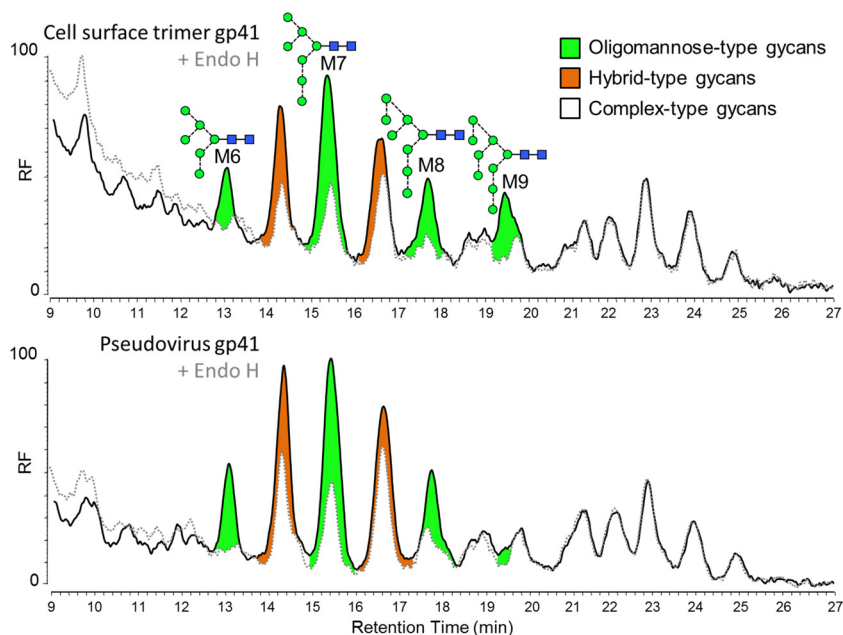 Cell surface trimer gp41
+ Endo H
M6
M7
M8
M9
Oligomannose-type gycans
Hybrid-type gycans
Complex-type gycans
100
RF
0
9 10 11 12 13 14 15 16 17 18 19 20 21 22 23 24 25 26 27
Pseudovirus gp41
+ Endo H
100
RF
0
9 10 11 12 13 14 15 16 17 18 19 20 21 22 23 24 25 26 27
Retention Time (min)